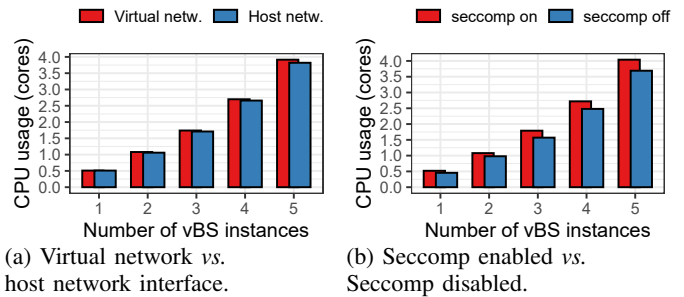 Virtual netw. Host netw.
CPU usage (cores)
4.0
3.5
3.0
2.5
2.0
1.5
1.0
0.5
0.0
1 2 3 4 5
Number of vBS instances
(a) Virtual network vs.
host network interface.
seccomp on seccomp off
CPU usage (cores)
4.0
3.5
3.0
2.5
2.0
1.5
1.0
0.5
0.0
1 2 3 4 5
Number of vBS instances
(b) Seccomp enabled vs.
Seccomp disabled.